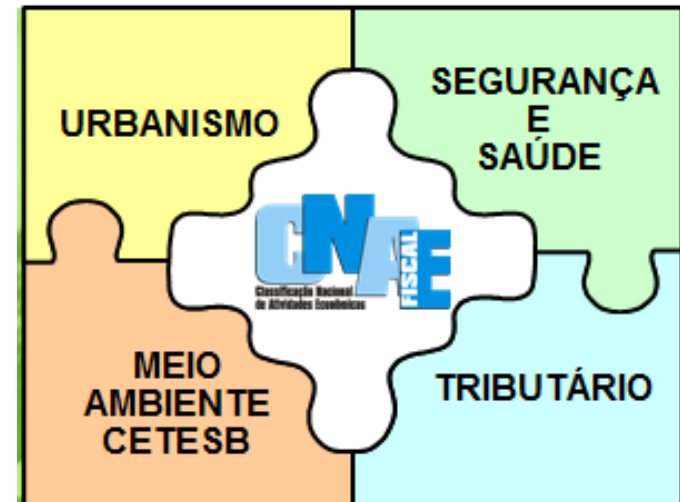 URBANISMO
SEGURANÇA
E
SAÚDE
CNAE
FISCAL
Classificação Nacional
de Atividades Econômicas
MEIO
AMBIENTE
CETESB
TRIBUTÁRIO